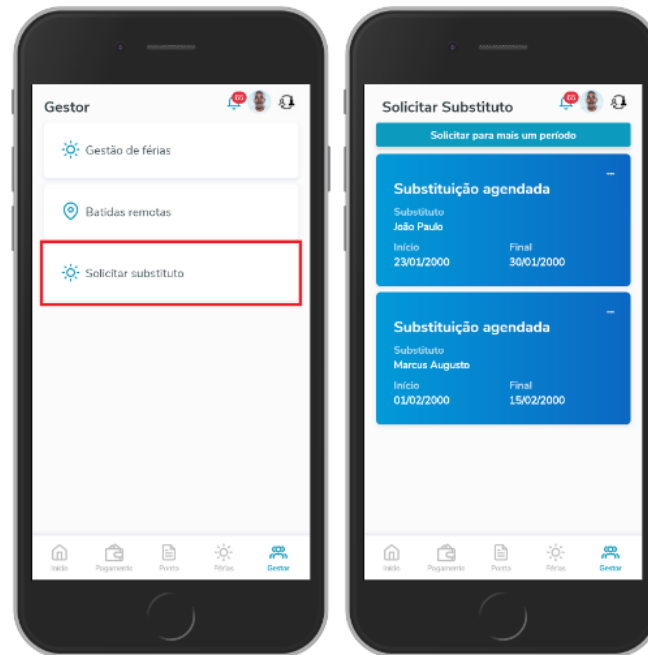 Gestor
65
Gestão de férias
Batidas remotas
Solicitar substituto
Início Pagamento Ponto Férias Gestor
Solicitar Substituto
65
Solicitar para mais um período
Substituição agendada
Substituto
João Paulo
Início Final
23/01/2000 30/01/2000
Substituição agendada
Substituto
Marcus Augusto
Início Final
01/02/2000 15/02/2000
Início Pagamento Ponto Férias Gestor